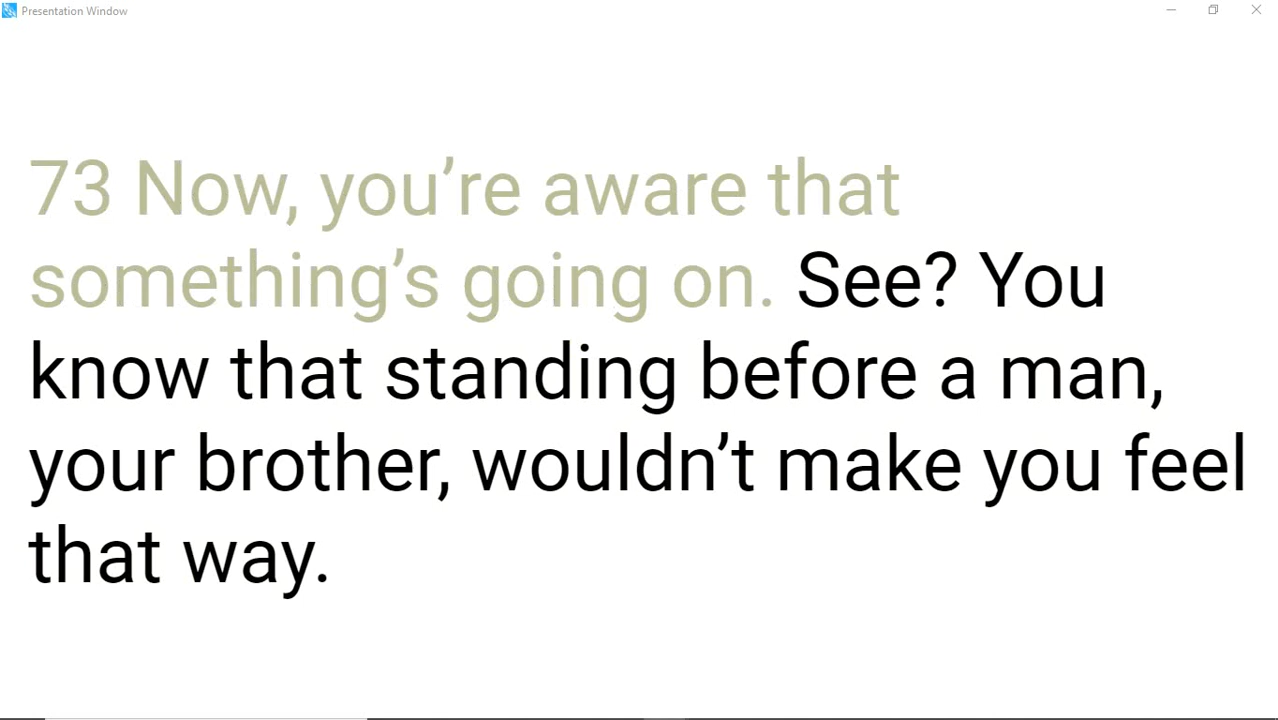 Presentation Window
73 Now, you’re aware that
something’s going on. See? You
know that standing before a man,
your brother, wouldn’t make you feel
that way.